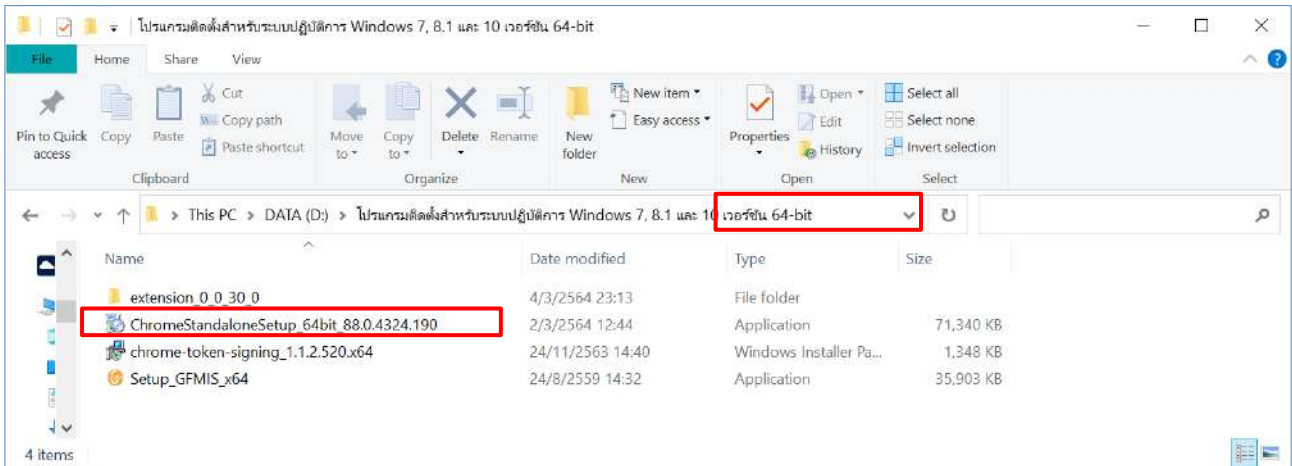 โปรแกรมติดตั้งสำหรับระบบปฏิบัติการ Windows 7, 8.1 และ 10 เวอร์ชัน 64-bit
File Home Share View
Pin to Quick access
Copy
Paste
Cut
Copy path
Paste shortcut
Clipboard
Move to
Copy to
Delete
Rename
Organize
New folder
New item
Easy access
New
Properties
Open
Edit
History
Open
Select all
Select none
Invert selection
Select
This PC > DATA (D:) > โปรแกรมติดตั้งสำหรับระบบปฏิบัติการ Windows 7, 8.1 และ 10 เวอร์ชัน 64-bit
Name Date modified Type Size
extension_0_0_30_0 4/3/2564 23:13 File folder
ChromeStandaloneSetup_64bit_88.0.4324.190 2/3/2564 12:44 Application 71,340 KB
chrome-token-signing_1.1.2.520.x64 24/11/2563 14:40 Windows Installer Pa... 1,348 KB
Setup_GFMIS_x64 24/8/2559 14:32 Application 35,903 KB
4 items